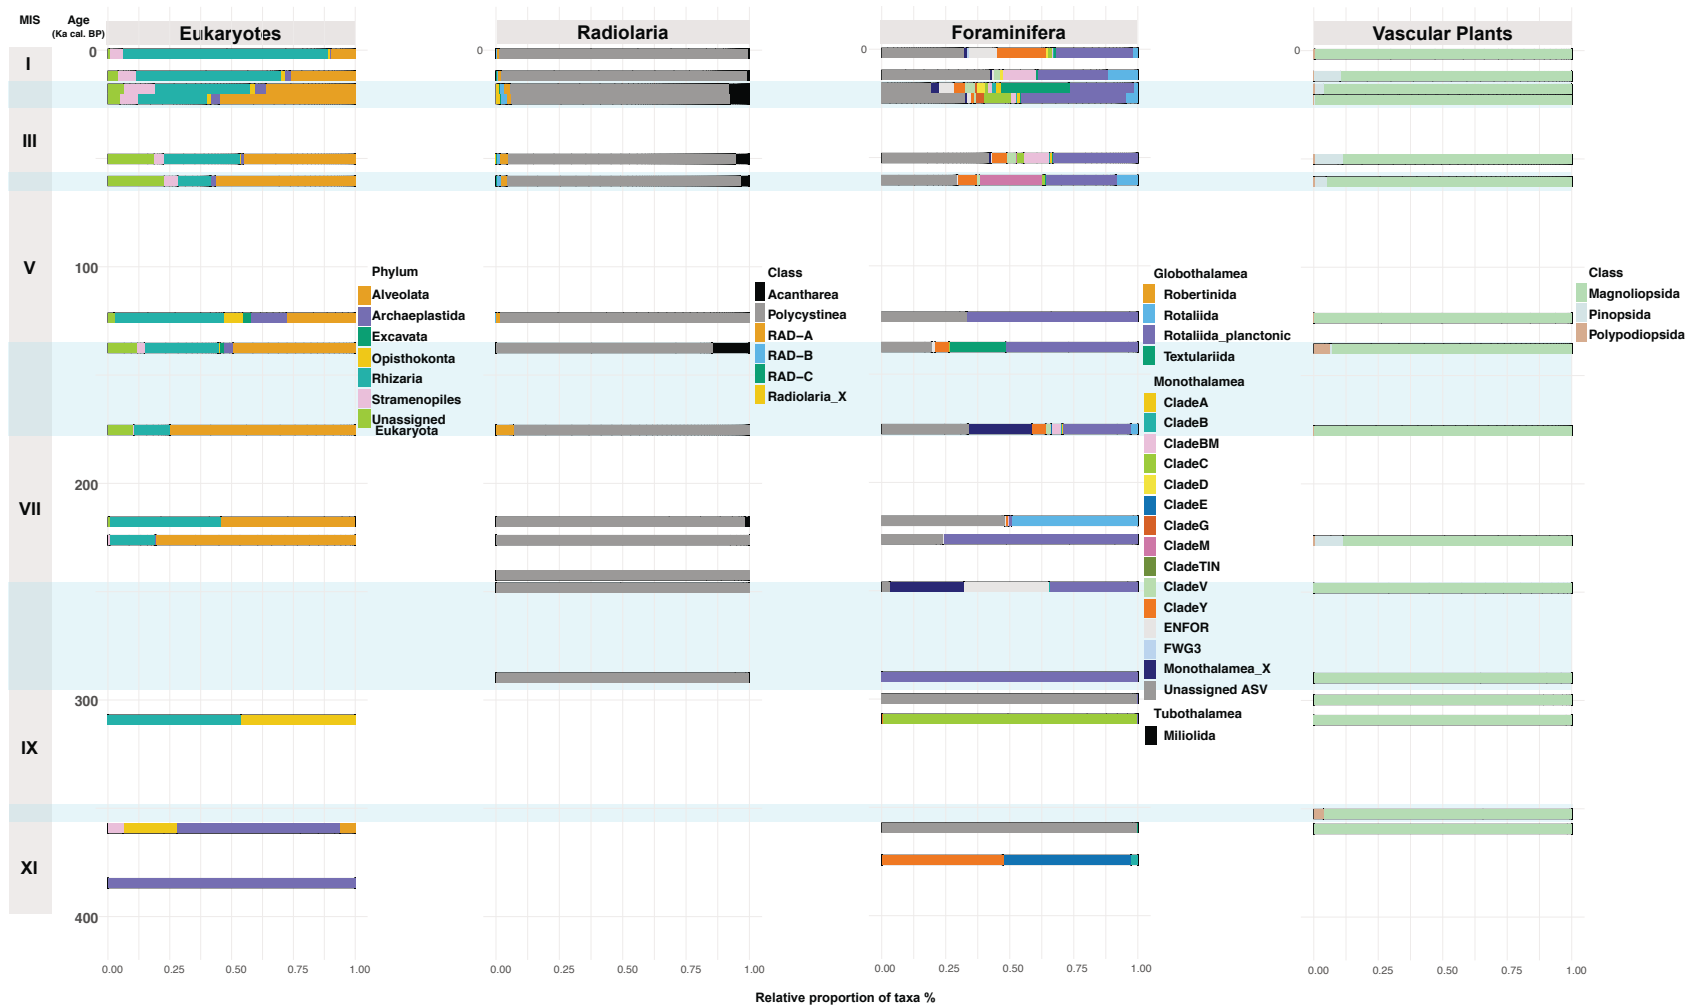 MIS
Age
(Ka cal. BP)
Eukaryotes
Radiolaria
Foraminifera
Vascular Plants
0
0
0
0
I
III
V
100
VII
200
300
IX
XI
400
Phylum
Alveolata
Archaeplastida
Excavata
Opisthokonta
Rhizaria
Stramenopiles
Unassigned
Eukaryota
Class
Acantharea
Polycystinea
RAD–A
RAD–B
RAD–C
Radiolaria_X
Globothalamea
Robertinida
Rotaliida
Rotaliida_planctonic
Textulariida
Monothalamea
CladeA
CladeB
CladeBM
CladeC
CladeD
CladeE
CladeG
CladeM
CladeTIN
CladeV
CladeY
ENFOR
FWG3
Monothalamea_X
Unassigned ASV
Tubothalamea
Miliolida
Class
Magnoliopsida
Pinopsida
Polypodiopsida
0.00 0.25 0.50 0.75 1.00
0.00 0.25 0.50 0.75 1.00
0.00 0.25 0.50 0.75 1.00
0.00 0.25 0.50 0.75 1.00
Relative proportion of taxa %